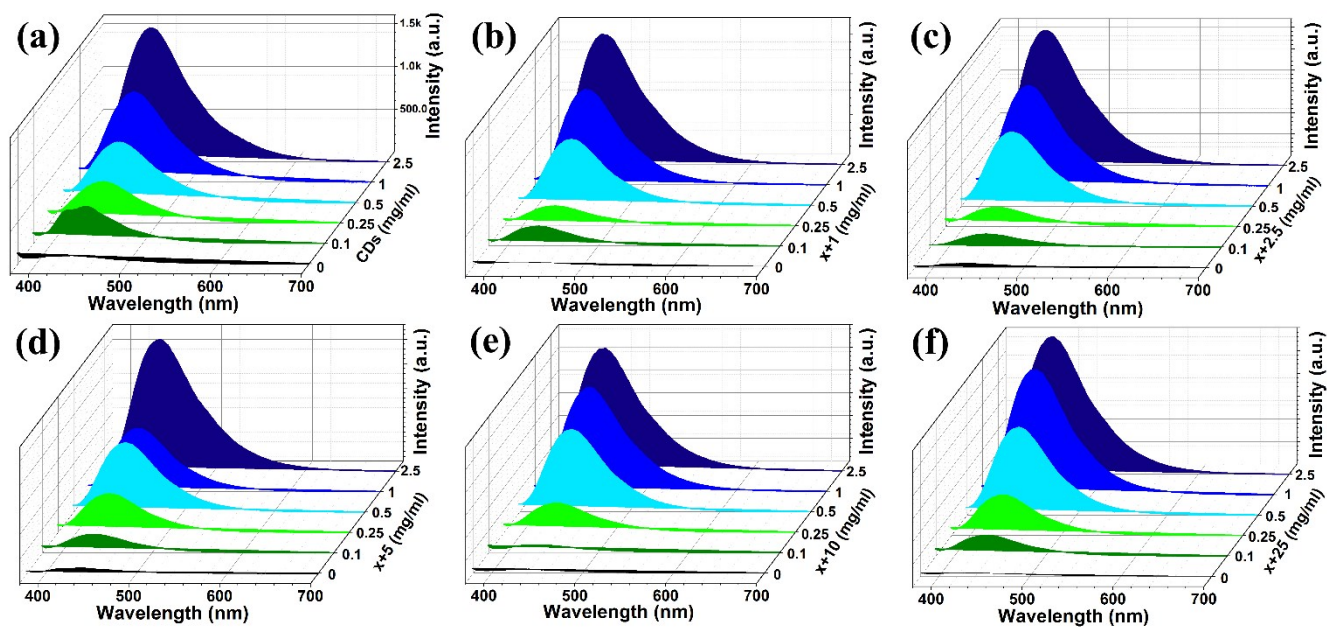 (a)
1.5k
1.0k
500.0
Intensity (a.u.)
2.5
1
0.5
0.25
0.1
0
CDs (mg/ml)
400 500 600 700
Wavelength (nm)
(b)
Intensity (a.u.)
2.5
1
0.5
0.25
0.1
0
x+1 (mg/ml)
400 500 600 700
Wavelength (nm)
(c)
Intensity (a.u.)
2.5
1
0.5
0.25
0.1
0
x+2.5 (mg/ml)
400 500 600 700
Wavelength (nm)
(d)
Intensity (a.u.)
2.5
1
0.5
0.25
0.1
0
x+5 (mg/ml)
400 500 600 700
Wavelength (nm)
(e)
Intensity (a.u.)
2.5
1
0.5
0.25
0.1
0
x+10 (mg/ml)
400 500 600 700
Wavelength (nm)
(f)
Intensity (a.u.)
2.5
1
0.5
0.25
0.1
0
x+25 (mg/ml)
400 500 600 700
Wavelength (nm)